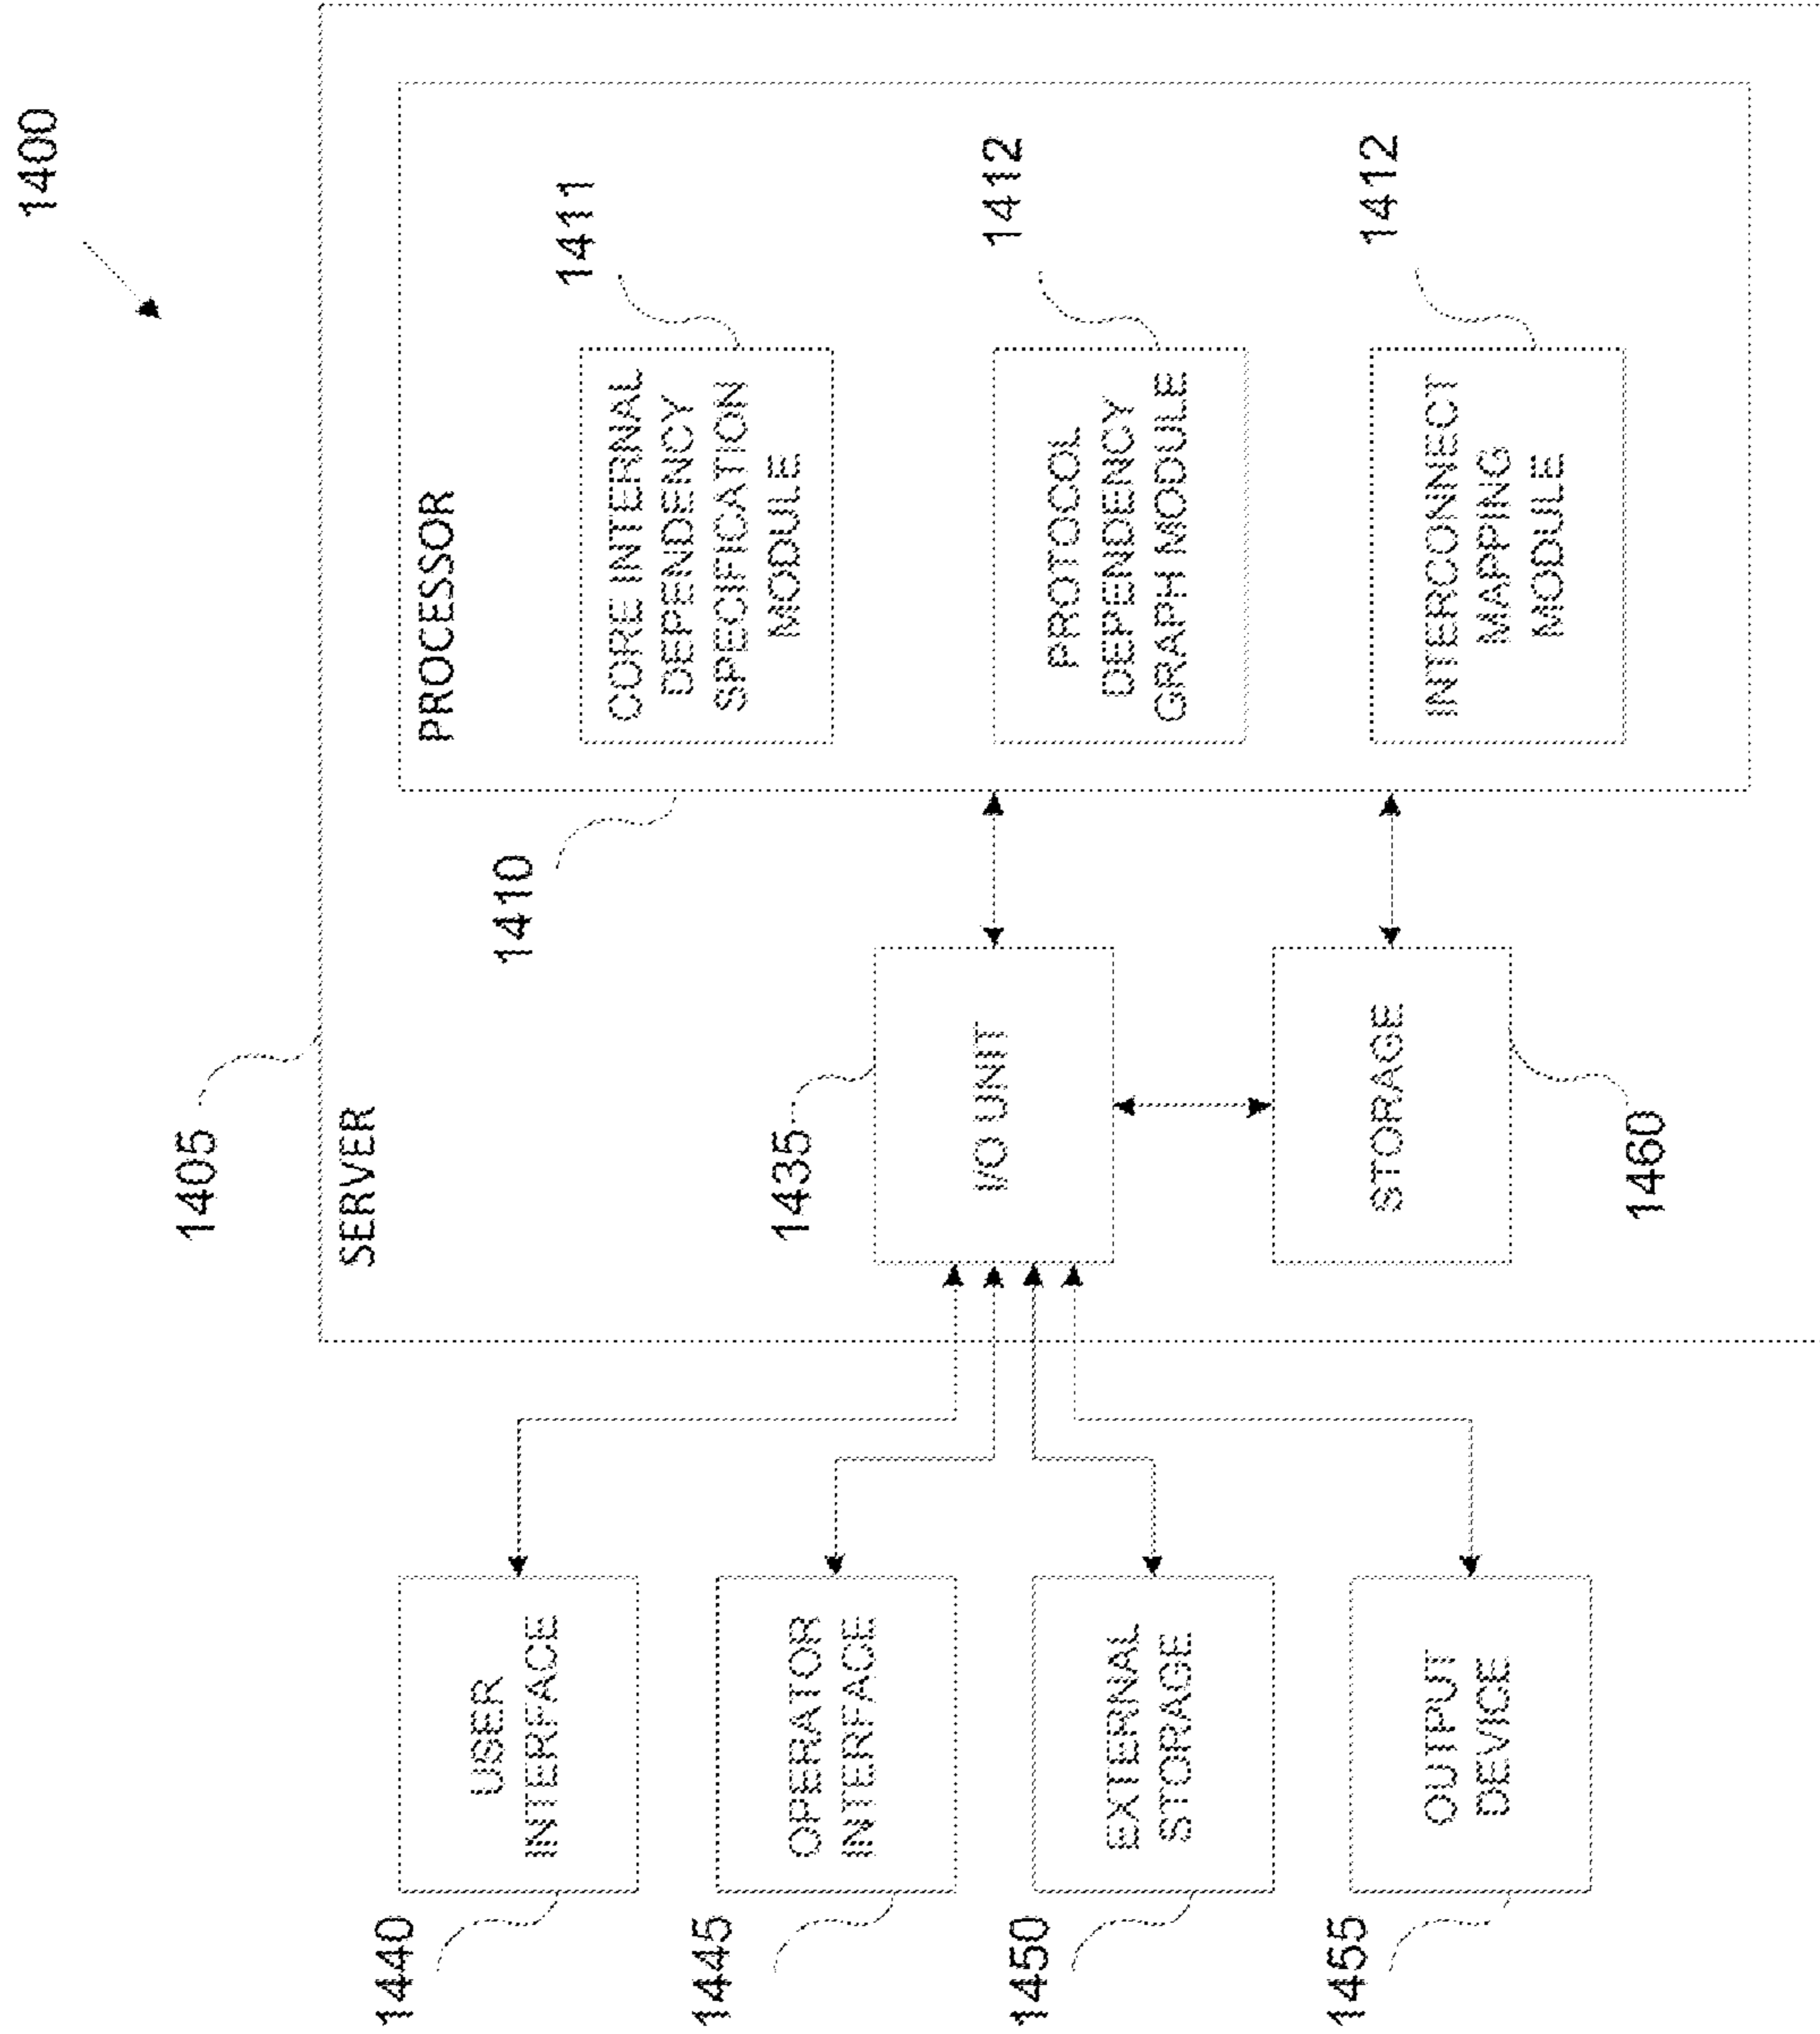 1400
1405
SERVER
PROCESSOR
1410
CORE INTERNAL
DEPENDENCY
SPECIFICATION
MODULE
1411
PROTOCOL
DEPENDENCY
GRAPH MODULE
1412
INTERCONNECT
MAPPING
MODULE
1412
1435
I/O UNIT
STORAGE
1460
1440
USER
INTERFACE
1445
OPERATOR
INTERFACE
1450
EXTERNAL
STORAGE
1455
OUTPUT
DEVICE